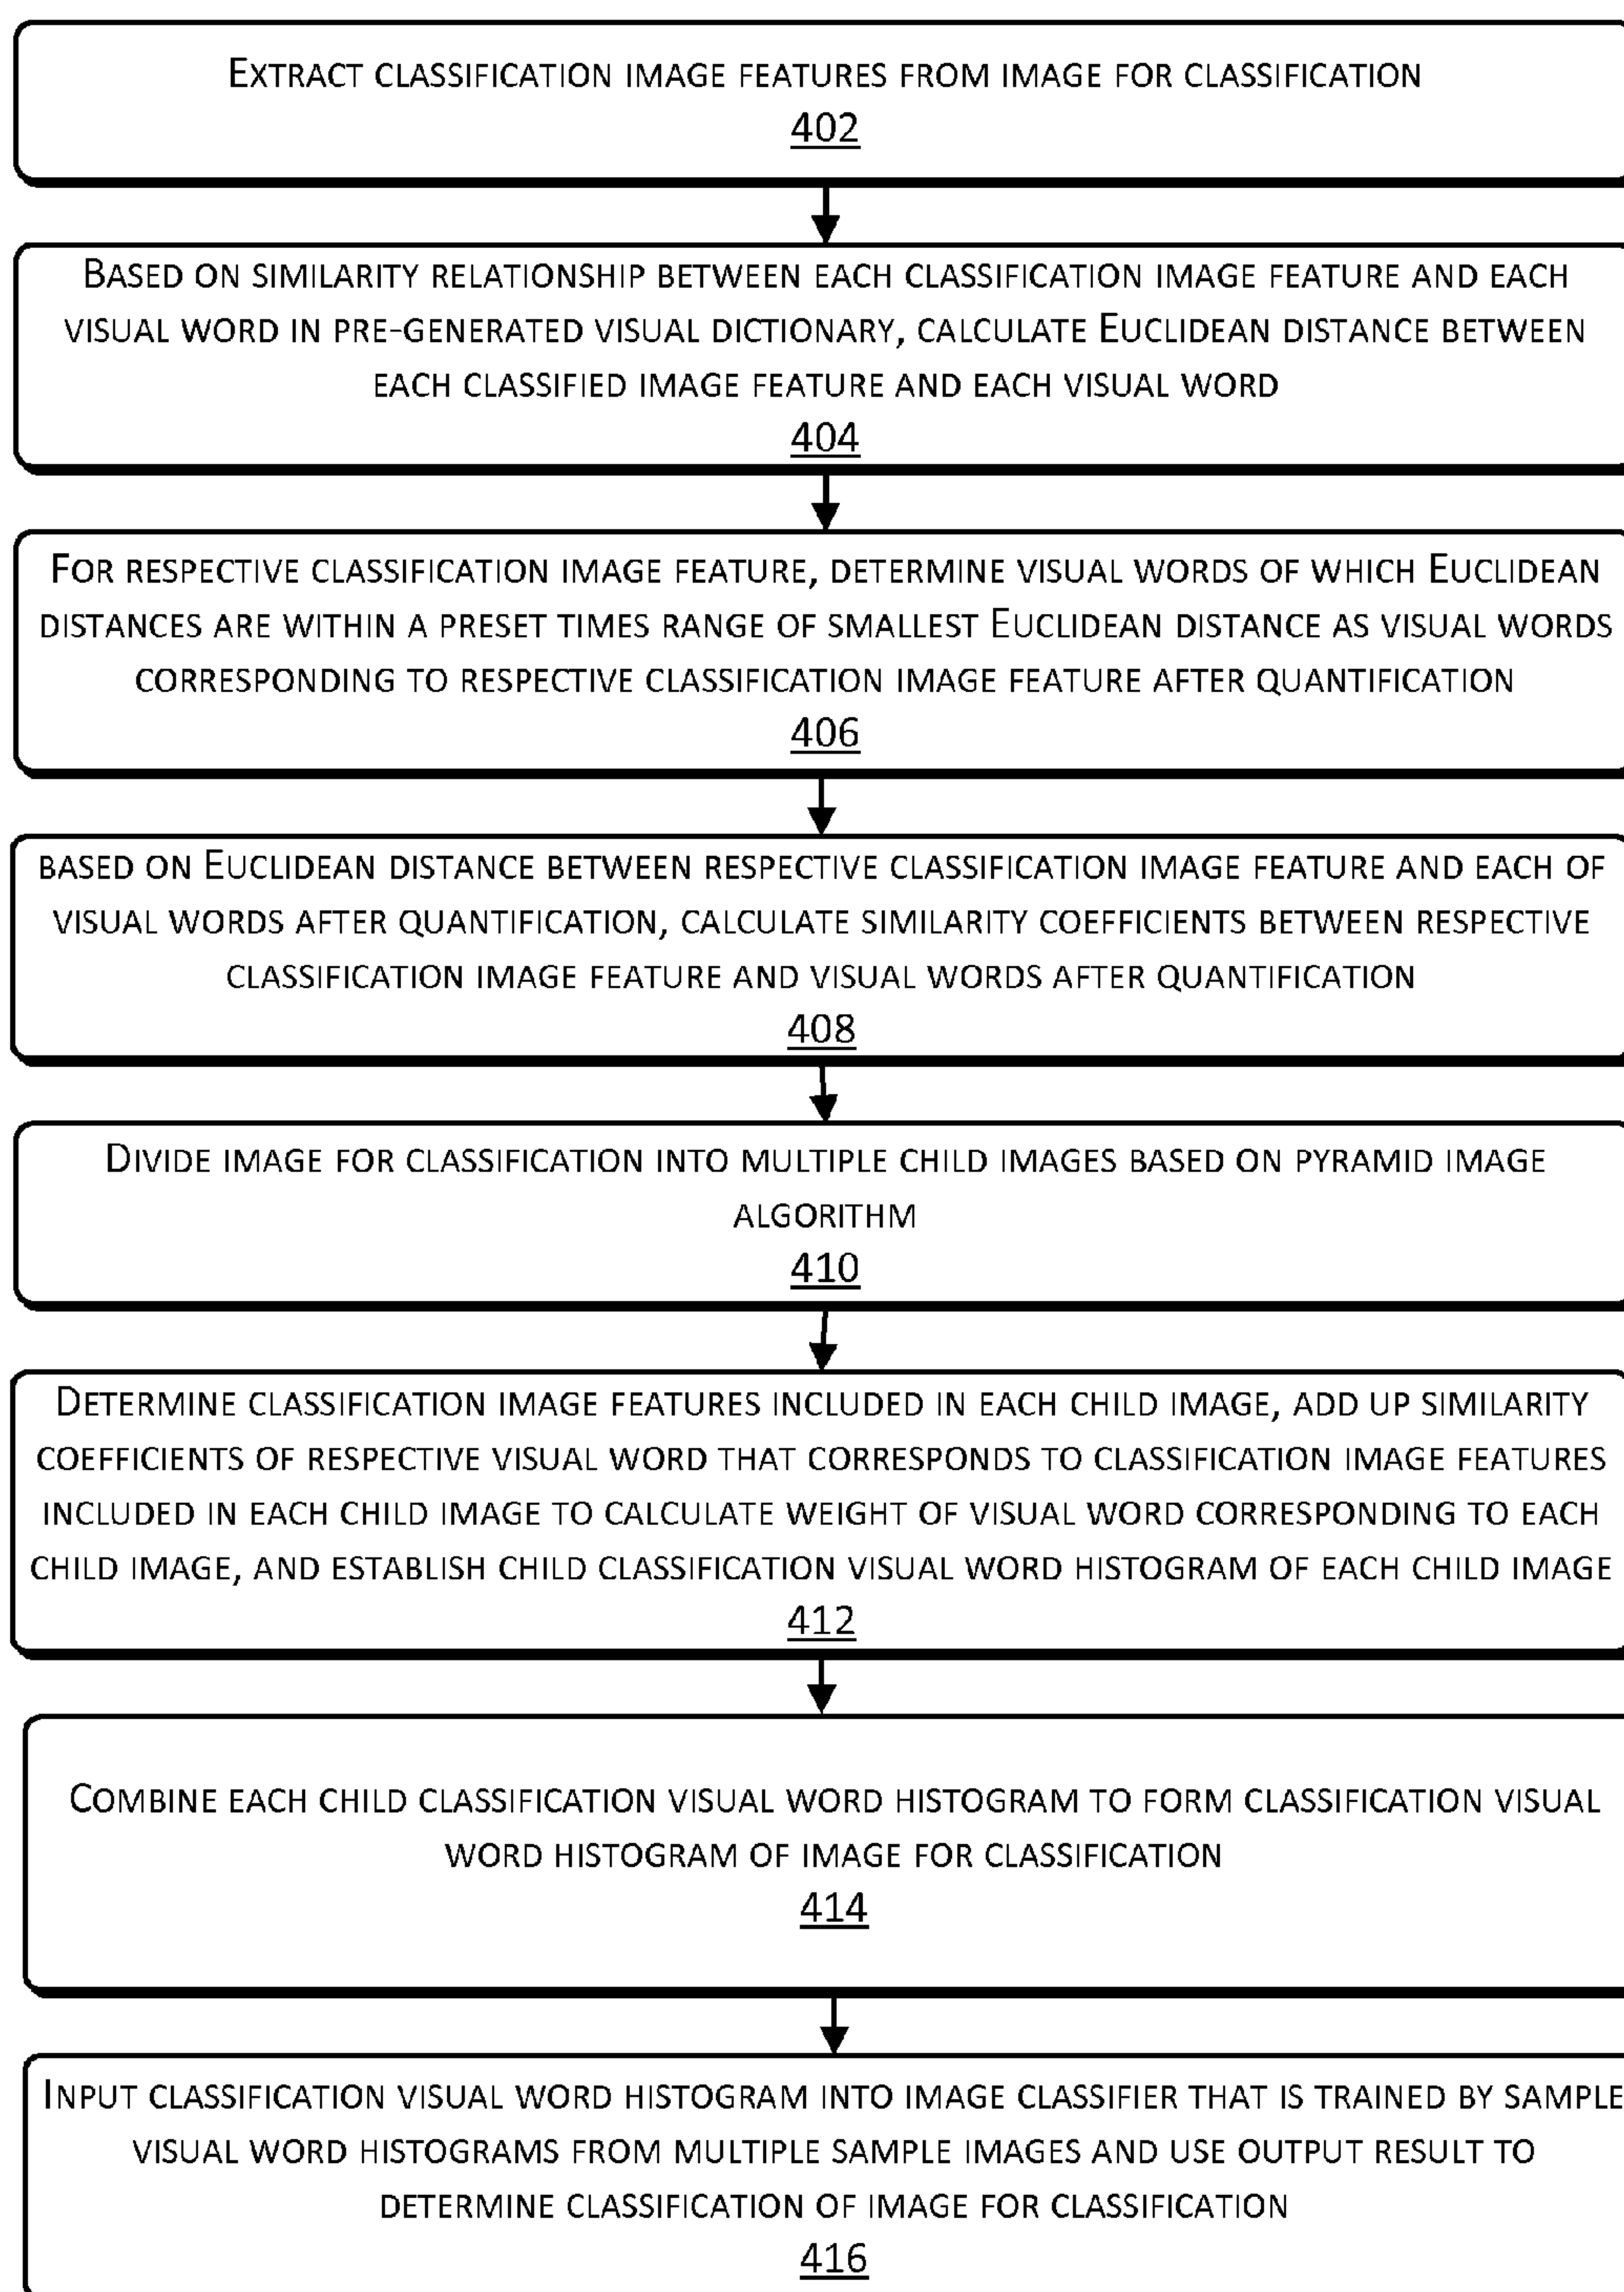 Extract classification image features from image for classification
402
Based on similarity relationship between each classification image feature and each
visual word in pre-generated visual dictionary, calculate Euclidean distance between
each classified image feature and each visual word
404
For respective classification image feature, determine visual words of which Euclidean
distances are within a preset times range of smallest Euclidean distance as visual words
corresponding to respective classification image feature after quantification
406
based on Euclidean distance between respective classification image feature and each of
visual words after quantification, calculate similarity coefficients between respective
classification image feature and visual words after quantification
408
Divide image for classification into multiple child images based on pyramid image
algorithm
410
Determine classification image features included in each child image, add up similarity
coefficients of respective visual word that corresponds to classification image features
included in each child image to calculate weight of visual word corresponding to each
child image, and establish child classification visual word histogram of each child image
412
Combine each child classification visual word histogram to form classification visual
word histogram of image for classification
414
Input classification visual word histogram into image classifier that is trained by sample
visual word histograms from multiple sample images and use output result to
determine classification of image for classification
416